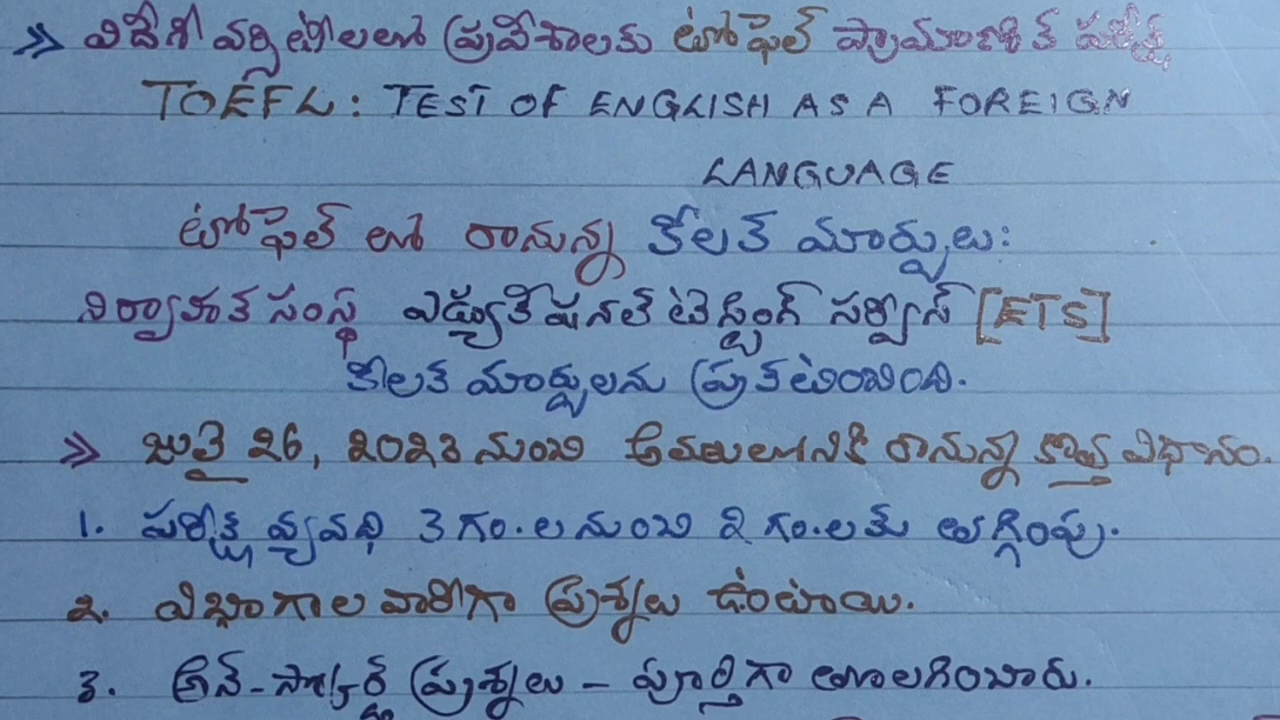 >> విదేశీ వర్సిటీలలో ప్రవేశాలకు టోఫెల్ ప్రామాణిక పరీక్ష
TOEFL : TEST OF ENGLISH AS A FOREIGN
LANGUAGE
టోఫెల్ లో రానున్న కీలక మార్పులు:
నిర్వాహక సంస్థ ఎడ్యుకేషనల్ టెస్టింగ్ సర్వీస్ [ETS]
కీలక మార్పులను ప్రకటించింది.
>> జులై 26, 2023 నుంచి అమలులోనికి రానున్న కొత్త విధానం.
1. పరీక్ష వ్యవధి 3 గం.ల నుంచి 2 గం.లకు తగ్గింపు.
2. విభాగాల వారీగా ప్రశ్నలు ఉంటాయి.
3. అన్-స్కోర్డ్ ప్రశ్నలు - పూర్తిగా తొలగించారు.